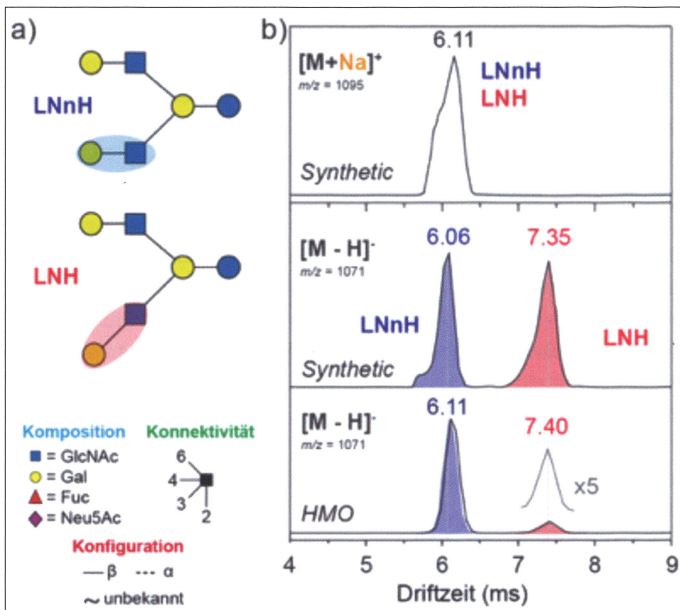 a)
LNnH
LNH
Komposition
= GlcNAc
= Gal
= Fuc
= Neu5Ac
Konnektivität
6
4
3
2
Konfiguration
— β --- α
~ unbekannt
b)
[M+Na]⁺
m/z = 1095
6.11
LNnH
LNH
Synthetic
[M - H]⁻
m/z = 1071
6.06
7.35
LNnH
LNH
Synthetic
[M - H]⁻
m/z = 1071
6.11
7.40
x5
HMO
4 5 6 7 8 9
Driftzeit (ms)